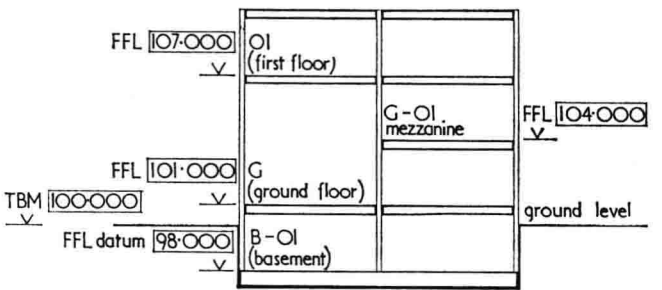 FFL 107·000
01
(first floor)
G-01
mezzanine
FFL 104·000
FFL 101·000
G
(ground floor)
TBM 100·000
ground level
FFL datum 98·000
B-01
(basement)